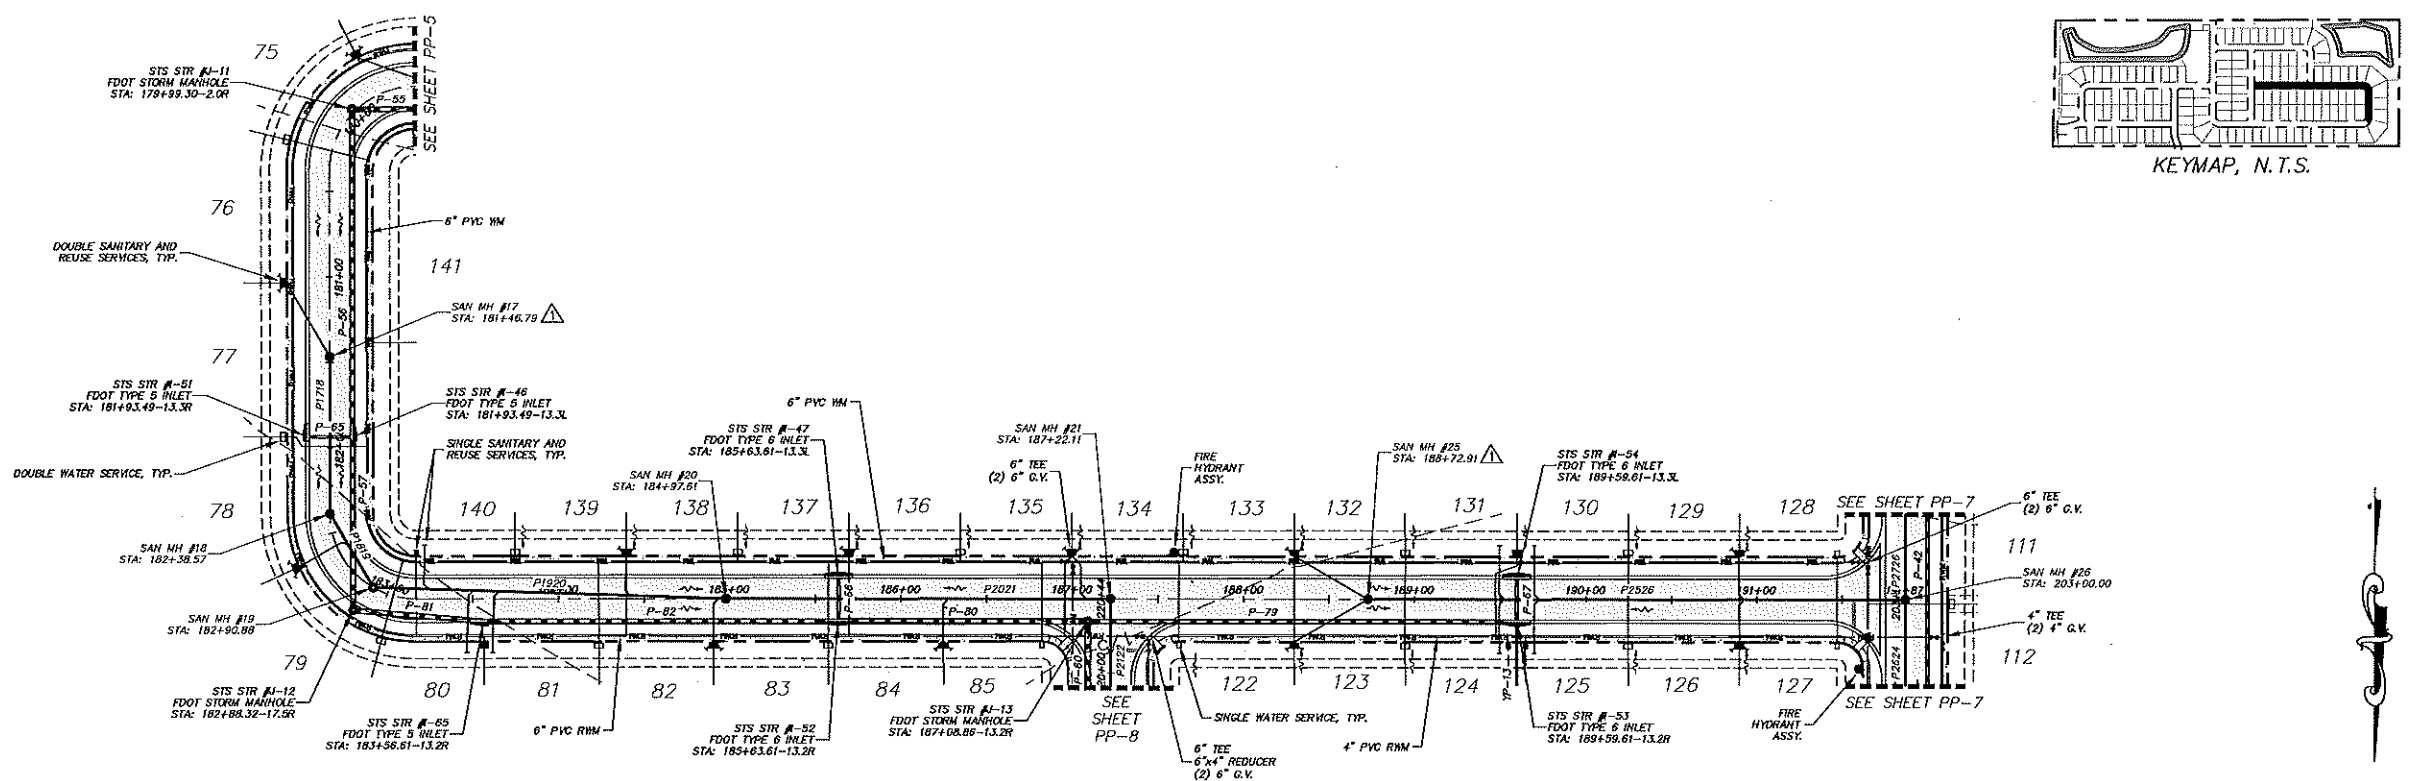 75
STS STR #J-11
FDOT STORM MANHOLE
STA: 179+99.30-2.0R
P-55
SEE SHEET PP-5
KEYMAP, N.T.S.
76
6" PVC WM
DOUBLE SANITARY AND
REUSE SERVICES, TYP.
141
181+00
P-56
SAN MH #17
STA: 181+46.79
1
77
P1718
STS STR #I-51
FDOT TYPE 5 INLET
STA: 181+93.49-13.3R
STS STR #I-46
FDOT TYPE 5 INLET
STA: 181+93.49-13.3L
P-65
DOUBLE WATER SERVICE, TYP.
SINGLE SANITARY AND
REUSE SERVICES, TYP.
P-57
6" PVC WM
STS STR #I-47
FDOT TYPE 6 INLET
STA: 185+63.61-13.3L
SAN MH #20
STA: 184+97.61
SAN MH #21
STA: 187+22.11
6" TEE
(2) 6" G.V.
FIRE
HYDRANT
ASSY.
SAN MH #25
STA: 188+72.91
1
STS STR #I-54
FDOT TYPE 6 INLET
STA: 189+59.61-13.3L
SEE SHEET PP-7
6" TEE
(2) 6" G.V.
78
140
139
138
137
136
135
134
133
132
131
130
129
128
111
SAN MH #18
STA: 182+38.57
P1819
SAN MH #19
STA: 182+90.88
P1920
P-81
P-82
185+00
P-66
186+00
P2021
P-80
187+00
188+00
P-79
189+00
P-67
190+00
P2526
191+00
P2726
P-42
SAN MH #26
STA: 203+00.00
4" TEE
(2) 4" G.V.
79
80
81
82
83
84
85
P-60
204+00
P2122
122
123
124
YP-13
125
126
127
P2624
112
STS STR #J-12
FDOT STORM MANHOLE
STA: 182+88.32-17.5R
STS STR #I-65
FDOT TYPE 5 INLET
STA: 183+56.61-13.2R
6" PVC RWM
STS STR #I-52
FDOT TYPE 6 INLET
STA: 185+63.61-13.2R
STS STR #J-13
FDOT STORM MANHOLE
STA: 187+08.86-13.2R
SEE
SHEET
PP-8
SINGLE WATER SERVICE, TYP.
6" TEE
6"x4" REDUCER
(2) 6" G.V.
4" PVC RWM
STS STR #I-53
FDOT TYPE 6 INLET
STA: 189+59.61-13.2R
FIRE
HYDRANT
ASSY.
SEE SHEET PP-7